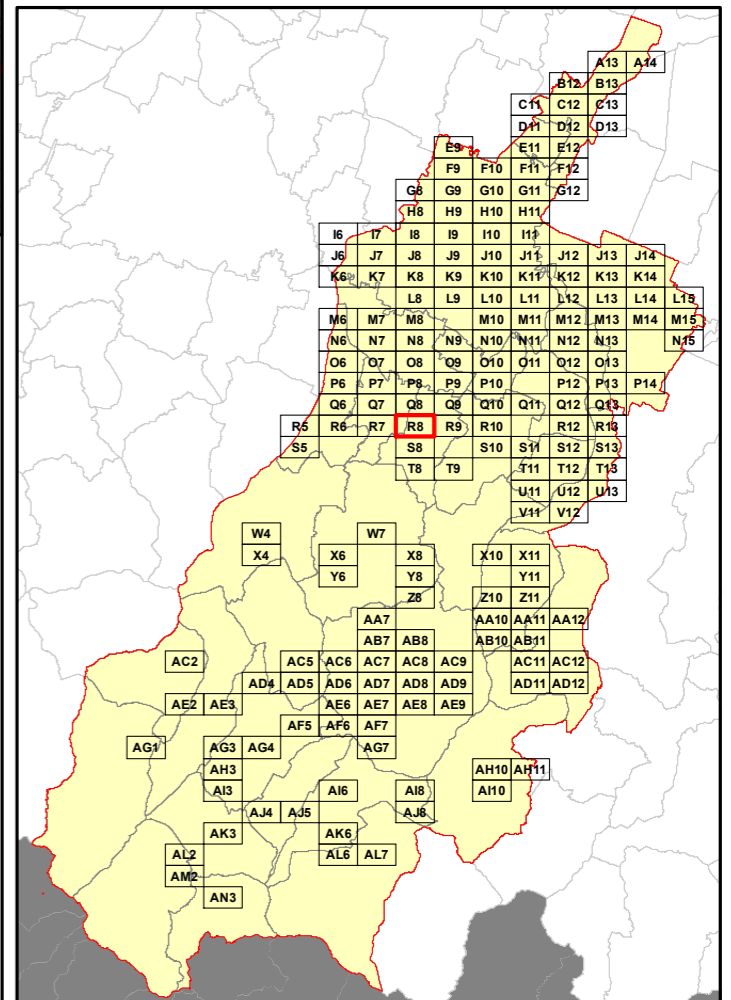 A13 A14
B12 B13
C11 C12 C13
D11 D12 D13
E9 E11 E12
F9 F10 F11 F12
G8 G9 G10 G11 G12
H8 H9 H10 H11
I6 I7 I8 I9 I10 I11
J6 J7 J8 J9 J10 J11 J12 J13 J14
K6 K7 K8 K9 K10 K11 K12 K13 K14
L8 L9 L10 L11 L12 L13 L14 L15
M6 M7 M8 M10 M11 M12 M13 M14 M15
N6 N7 N8 N9 N10 N11 N12 N13 N15
O6 O7 O8 O9 O10 O11 O12 O13
P6 P7 P8 P9 P10 P12 P13 P14
Q6 Q7 Q8 Q9 Q10 Q11 Q12 Q13
R5 R6 R7 R8 R9 R10 R12 R13
S5 S8 S10 S11 S12 S13
T8 T9 T11 T12 T13
U11 U12 U13
V11 V12
W4 W7
X4 X6 X8 X10 X11
Y6 Y8 Y11
Z8 Z10 Z11
AA7 AA10 AA11 AA12
AB7 AB8 AB10 AB11
AC2 AC5 AC6 AC7 AC8 AC9 AC11 AC12
AD4 AD5 AD6 AD7 AD8 AD9 AD11 AD12
AE2 AE3 AE6 AE7 AE8 AE9
AF5 AF6 AF7
AG1 AG3 AG4 AG7
AH3 AH10 AH11
AI3 AI6 AI8 AI10
AJ4 AJ5 AJ8
AK3 AK6
AL2 AL6 AL7
AM2
AN3